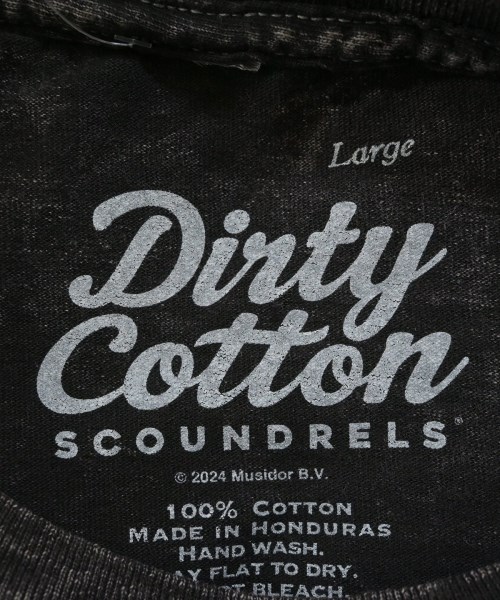 Large
Dirty
Cotton
SCOUNDRELS
© 2024 Musidor B.V.
100% COTTON
MADE IN HONDURAS
HAND WASH.
FLAT TO DRY.
BLEACH.